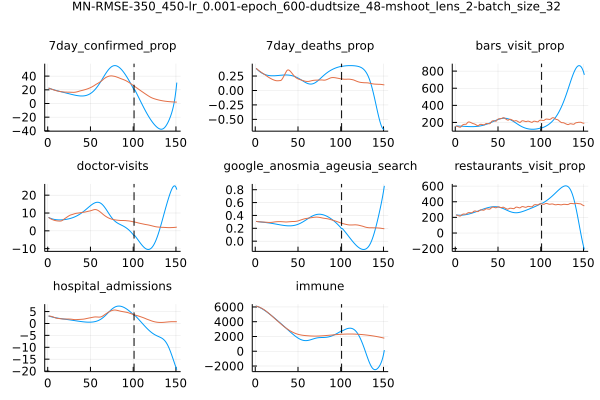 MN-RMSE-350_450-lr_0.001-epoch_600-dudtsize_48-mshoot_lens_2-batch_size_32
7day_confirmed_prop 7day_deaths_prop bars_visit_prop
40 0.25 800
20 0.00 600
0 −0.25 400
−20 −0.50 200
−40
0 50 100 150 0 50 100 150 0 50 100 150
doctor-visits google_anosmia_ageusia_search restaurants_visit_prop
20 0.8 600
10 0.6 400
0 0.4 200
−10 0.2 0
0.0 −200
0 50 100 150 0 50 100 150 0 50 100 150
hospital_admissions immune
5 6000
0 4000
−5 2000
−10 0
−15 −2000
−20
0 50 100 150 0 50 100 150